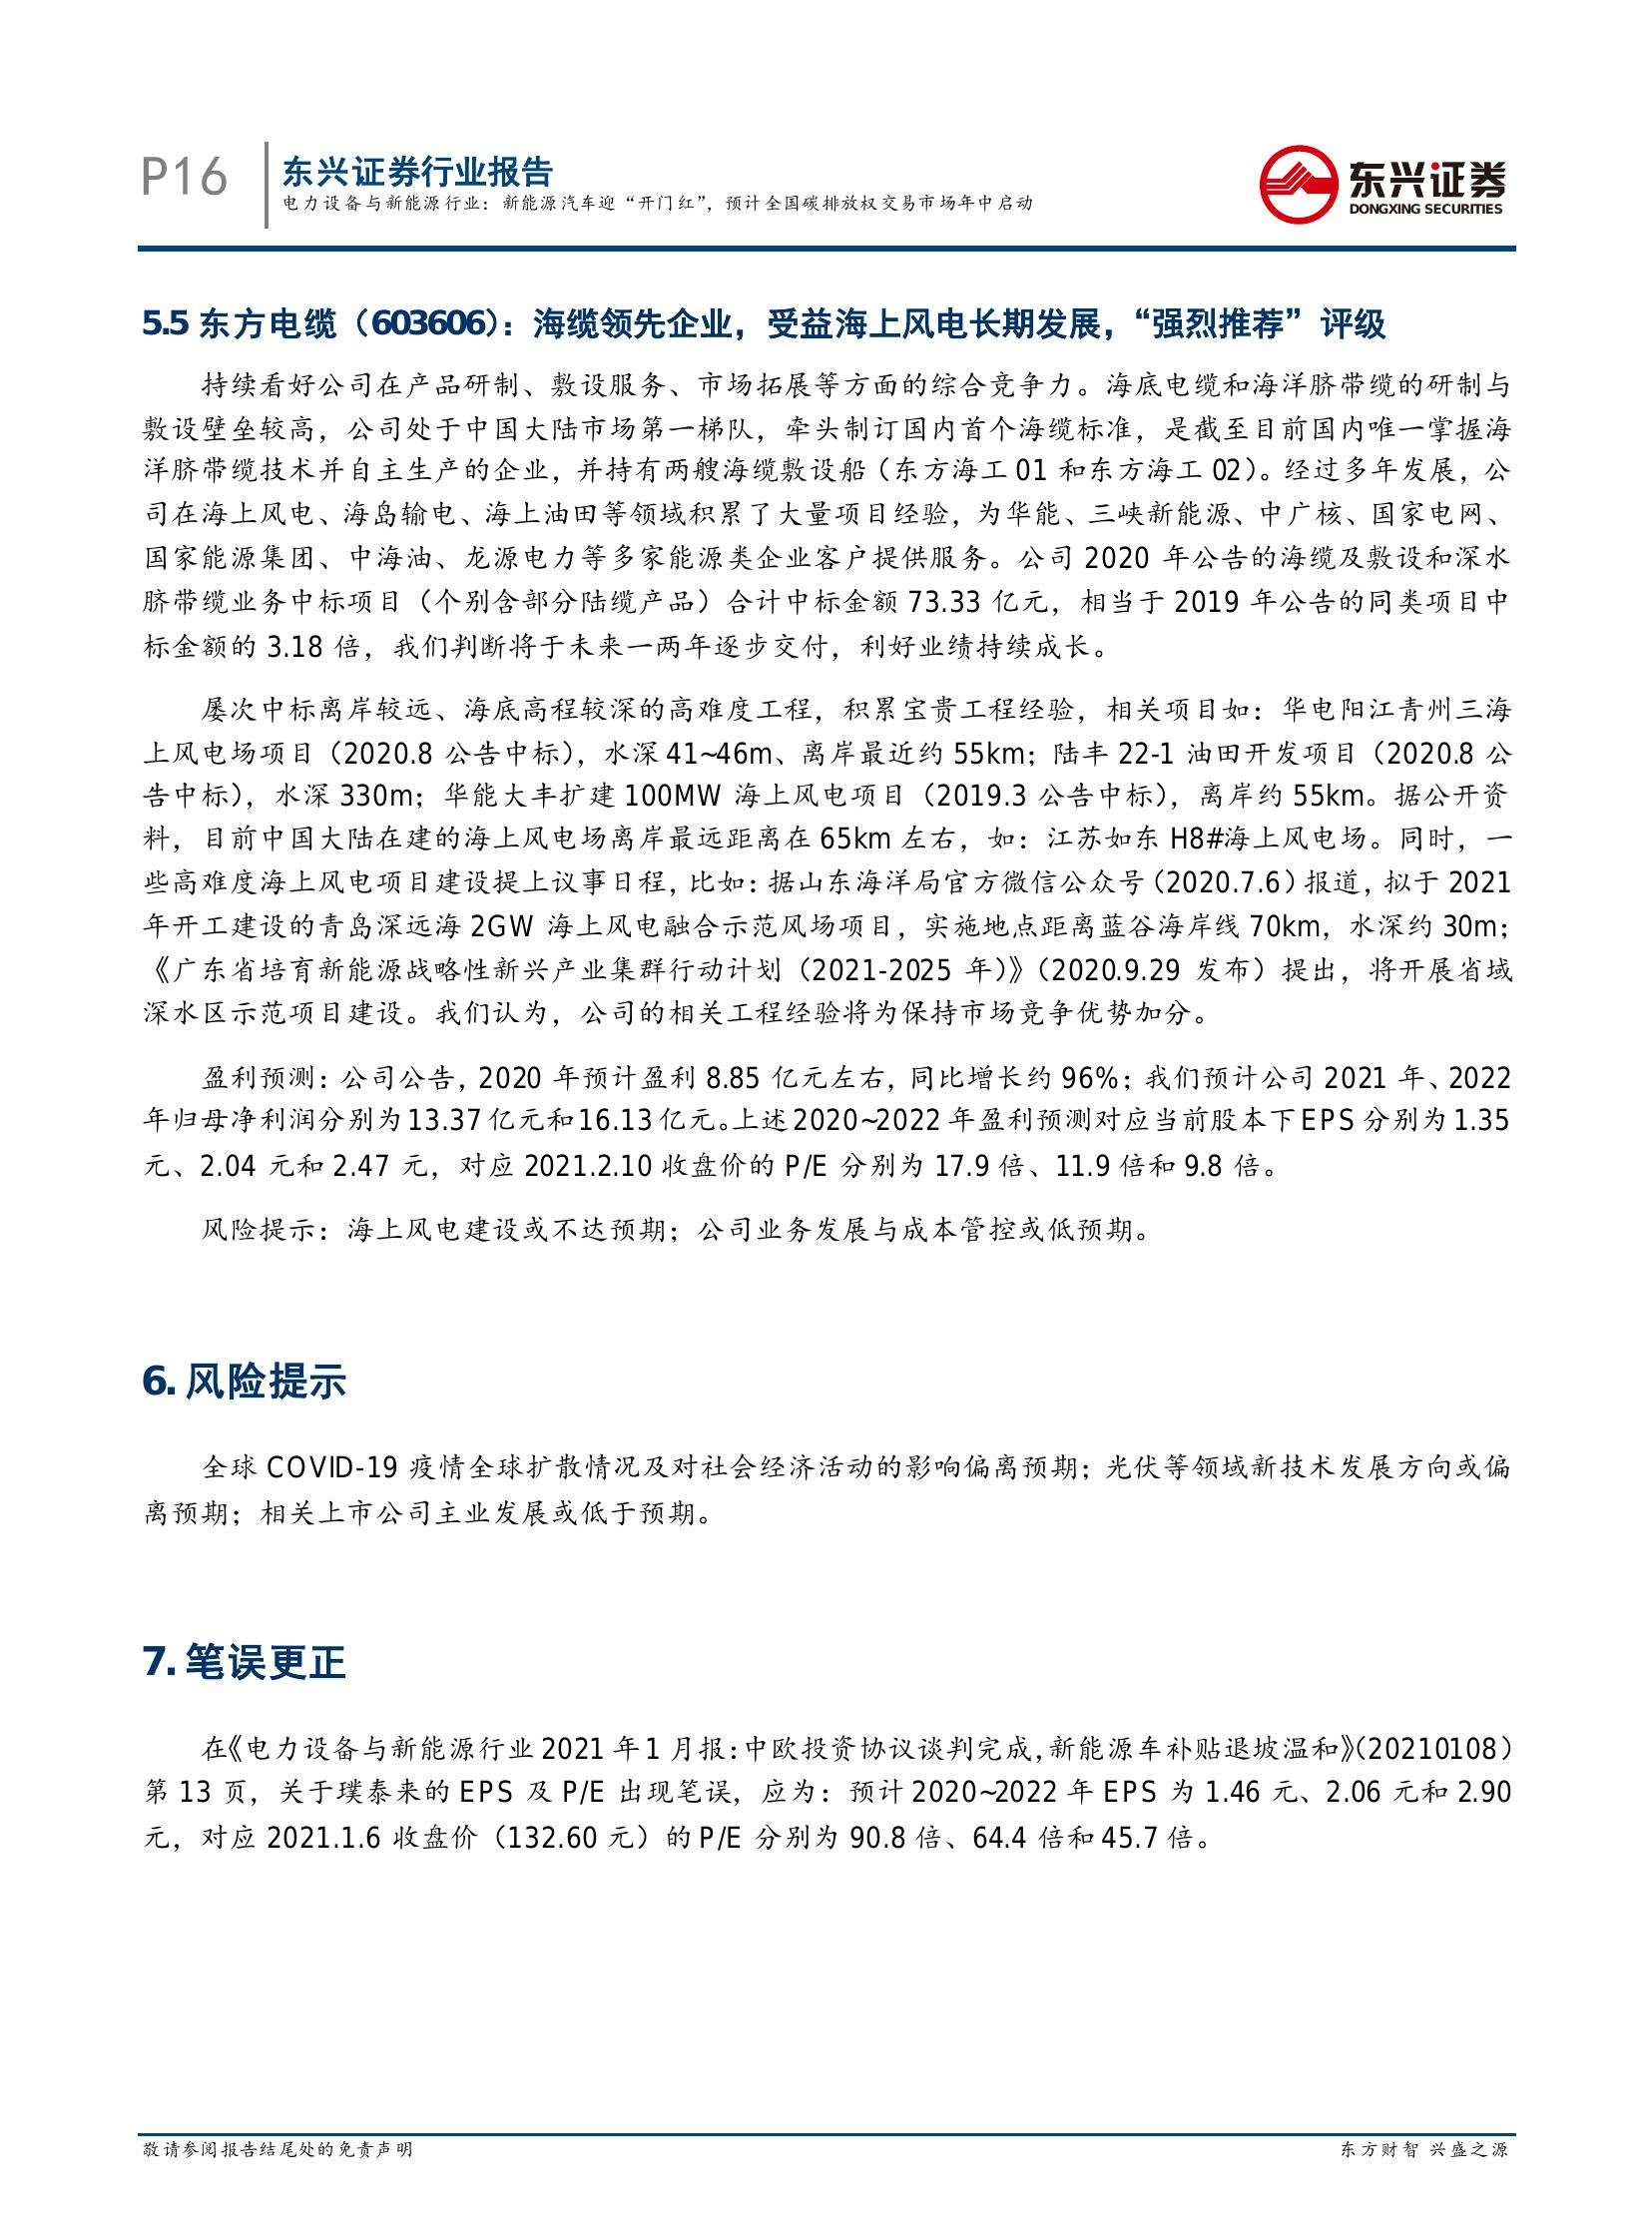 P16
东兴证券行业报告
电力设备与新能源行业：新能源汽车迎“开门红”，预计全国碳排放权交易市场年中启动
东兴证券
DONGXING SECURITIES
5.5 东方电缆（603606）：海缆领先企业，受益海上风电长期发展，“强烈推荐”评级
持续看好公司在产品研制、敷设服务、市场拓展等方面的综合竞争力。海底电缆和海洋脐带缆的研制与
敷设壁垒较高，公司处于中国大陆市场第一梯队，牵头制订国内首个海缆标准，是截至目前国内唯一掌握海
洋脐带缆技术并自主生产的企业，并持有两艘海缆敷设船（东方海工 01 和东方海工 02）。经过多年发展，公
司在海上风电、海岛输电、海上油田等领域积累了大量项目经验，为华能、三峡新能源、中广核、国家电网、
国家能源集团、中海油、龙源电力等多家能源类企业客户提供服务。公司 2020 年公告的海缆及敷设和深水
脐带缆业务中标项目（个别含部分陆缆产品）合计中标金额 73.33 亿元，相当于 2019 年公告的同类项目中
标金额的 3.18 倍，我们判断将于未来一两年逐步交付，利好业绩持续成长。
屡次中标离岸较远、海底高程较深的高难度工程，积累宝贵工程经验，相关项目如：华电阳江青州三海
上风电场项目（2020.8 公告中标），水深 41~46m、离岸最近约 55km；陆丰 22-1 油田开发项目（2020.8 公
告中标），水深 330m；华能大丰扩建 100MW 海上风电项目（2019.3 公告中标），离岸约 55km。据公开资
料，目前中国大陆在建的海上风电场离岸最远距离在 65km 左右，如：江苏如东 H8#海上风电场。同时，一
些高难度海上风电项目建设提上议事日程，比如：据山东海洋局官方微信公众号（2020.7.6）报道，拟于 2021
年开工建设的青岛深远海 2GW 海上风电融合示范风场项目，实施地点距离蓝谷海岸线 70km，水深约 30m；
《广东省培育新能源战略性新兴产业集群行动计划（2021-2025 年）》（2020.9.29 发布）提出，将开展省域
深水区示范项目建设。我们认为，公司的相关工程经验将为保持市场竞争优势加分。
盈利预测：公司公告，2020 年预计盈利 8.85 亿元左右，同比增长约 96%；我们预计公司 2021 年、2022
年归母净利润分别为 13.37 亿元和 16.13 亿元。上述 2020~2022 年盈利预测对应当前股本下 EPS 分别为 1.35
元、2.04 元和 2.47 元，对应 2021.2.10 收盘价的 P/E 分别为 17.9 倍、11.9 倍和 9.8 倍。
风险提示：海上风电建设或不达预期；公司业务发展与成本管控或低预期。
6. 风险提示
全球 COVID-19 疫情全球扩散情况及对社会经济活动的影响偏离预期；光伏等领域新技术发展方向或偏
离预期；相关上市公司主业发展或低于预期。
7. 笔误更正
在《电力设备与新能源行业 2021 年 1 月报：中欧投资协议谈判完成，新能源车补贴退坡温和》（20210108）
第 13 页，关于璞泰来的 EPS 及 P/E 出现笔误，应为：预计 2020~2022 年 EPS 为 1.46 元、2.06 元和 2.90
元，对应 2021.1.6 收盘价（132.60 元）的 P/E 分别为 90.8 倍、64.4 倍和 45.7 倍。
敬请参阅报告结尾处的免责声明
东方财智 兴盛之源